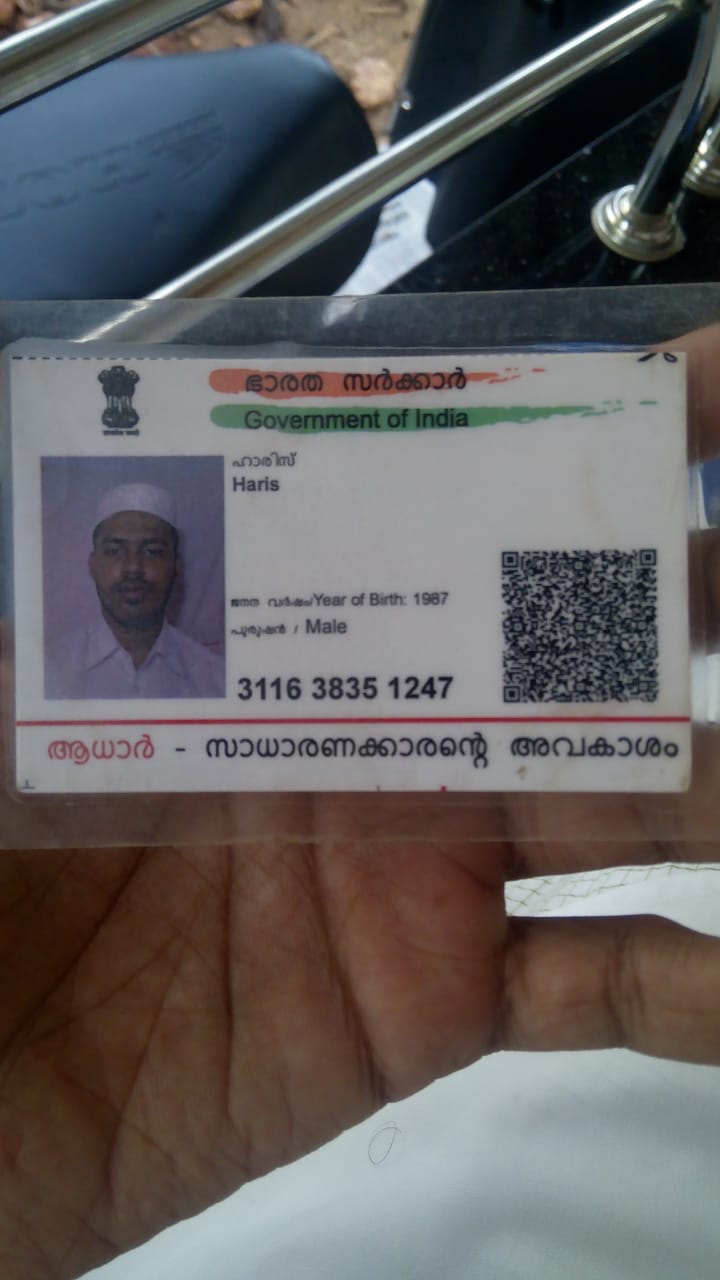 ഭാരത സർക്കാർ
Government of India
ഹാരിസ്
Haris
ജനന വർഷം/Year of Birth: 1987
പുരുഷൻ / Male
3116 3835 1247
ആധാർ - സാധാരണക്കാരന്റെ അവകാശം